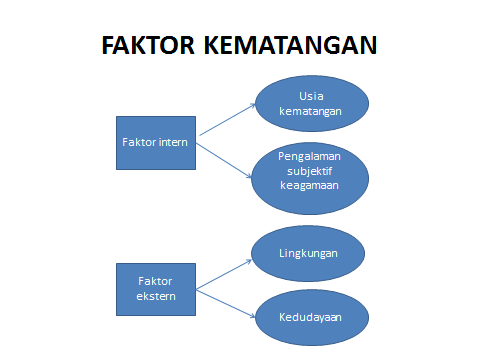 FAKTOR KEMATANGAN
Faktor intern
Usia
kematangan
Pengalaman
subjektif
keagamaan
Faktor
ekstern
Lingkungan
Kedudayaan